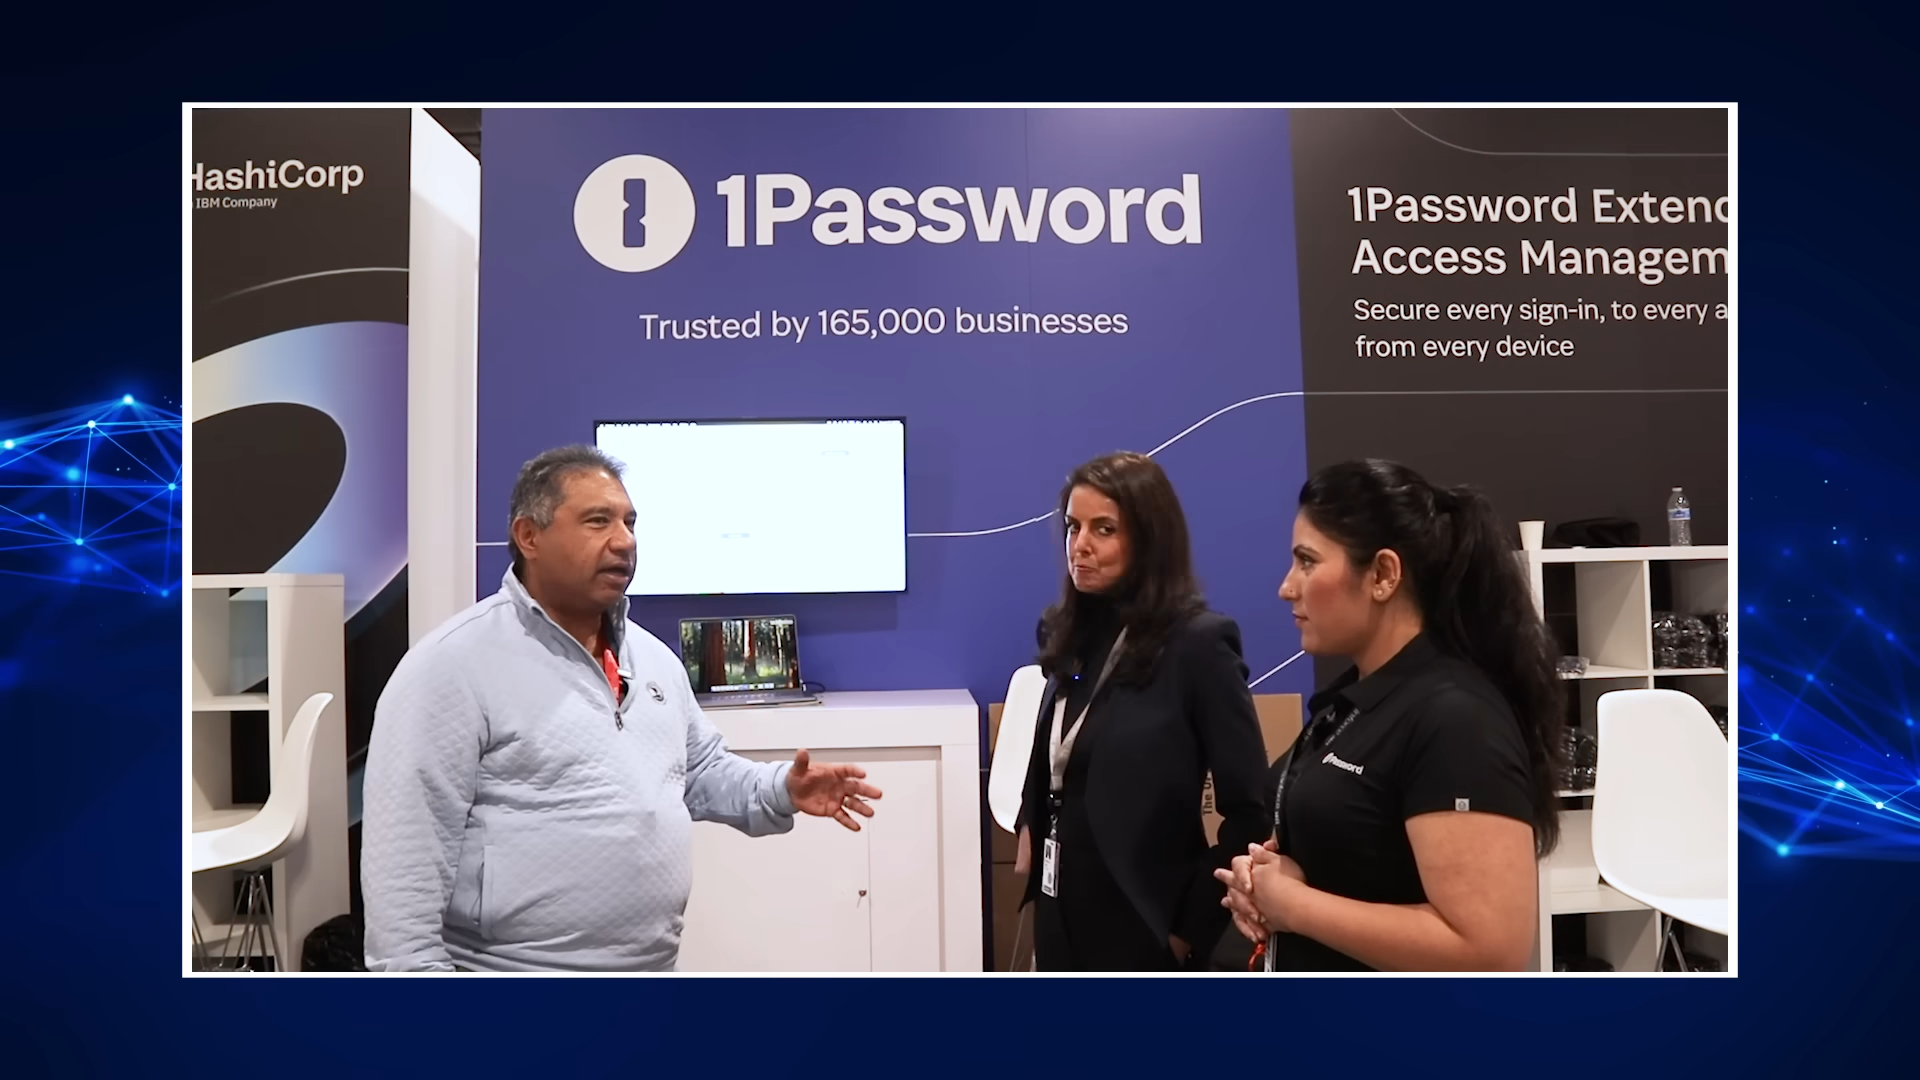 HashiCorp
IBM Company
1Password
Trusted by 165,000 businesses
1Password Extend
Access Managem
Secure every sign-in, to every a
from every device
1Password
The